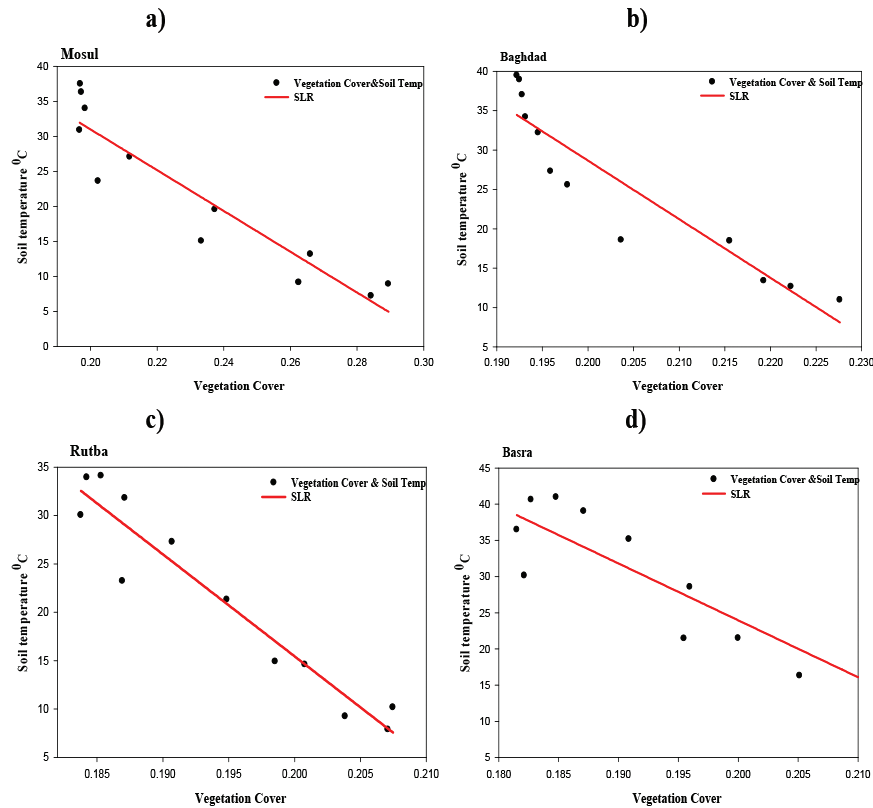 a)
Mosul
40
35
30
25
20
15
10
5
0
Soil temperature ⁰C
Vegetation Cover&Soil Temp
SLR
0.20 0.22 0.24 0.26 0.28 0.30
Vegetation Cover
b)
Baghdad
40
35
30
25
20
15
10
5
Soil temperature ⁰C
Vegetation Cover & Soil Temp
SLR
0.190 0.195 0.200 0.205 0.210 0.215 0.220 0.225 0.230
Vegetation Cover
c)
Rutba
35
30
25
20
15
10
5
Soil temperature ⁰C
Vegetation Cover & Soil Temp
SLR
0.185 0.190 0.195 0.200 0.205 0.210
Vegetation Cover
d)
Basra
45
40
35
30
25
20
15
10
5
Soil temperature ⁰C
Vegetation Cover &Soil Temp
SLR
0.180 0.185 0.190 0.195 0.200 0.205 0.210
Vegetation Cover